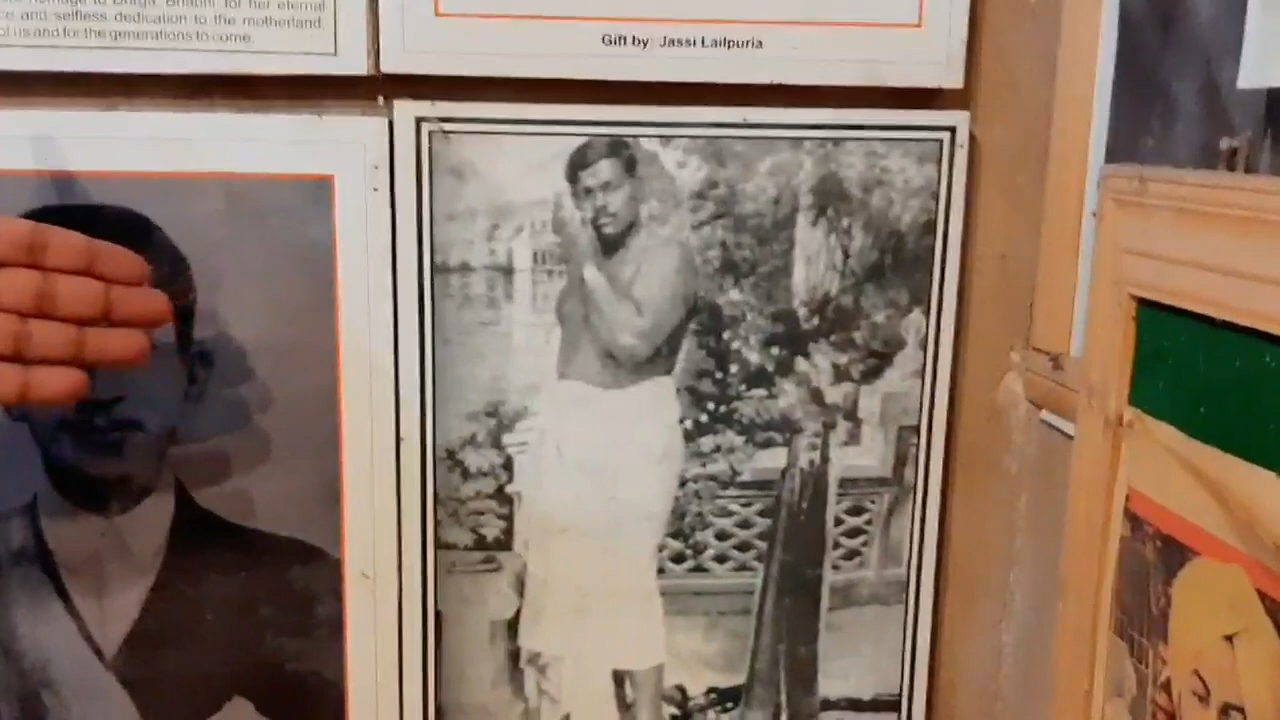 homage to Durga Bhabhi for her eternal
ce and selfless dedication to the motherland.
of us and for the generations to come.
Gift by: Jassi Lailpuria